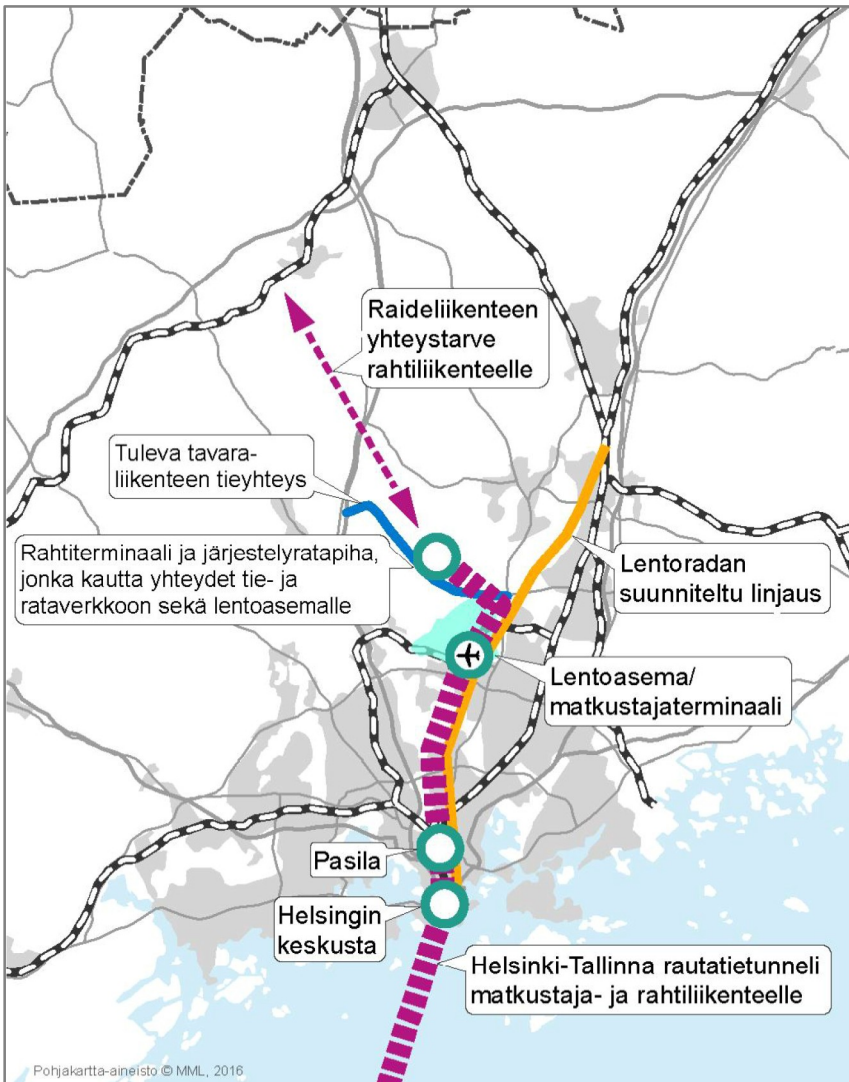 Raideliikenteen
yhteystarve
rahtiliikenteelle
Tuleva tavara-
liikenteen tieyhteys
Rahtiterminaali ja järjestelyratapiha,
jonka kautta yhteydet tie- ja
rataverkkoon sekä lentoasemalle
Lentoradan
suunniteltu linjaus
Lentoasema/
matkustajaterminaali
Pasila
Helsingin
keskusta
Helsinki-Tallinna rautatietunneli
matkustaja- ja rahtiliikenteelle
Pohjakartta-aineisto © MML, 2016